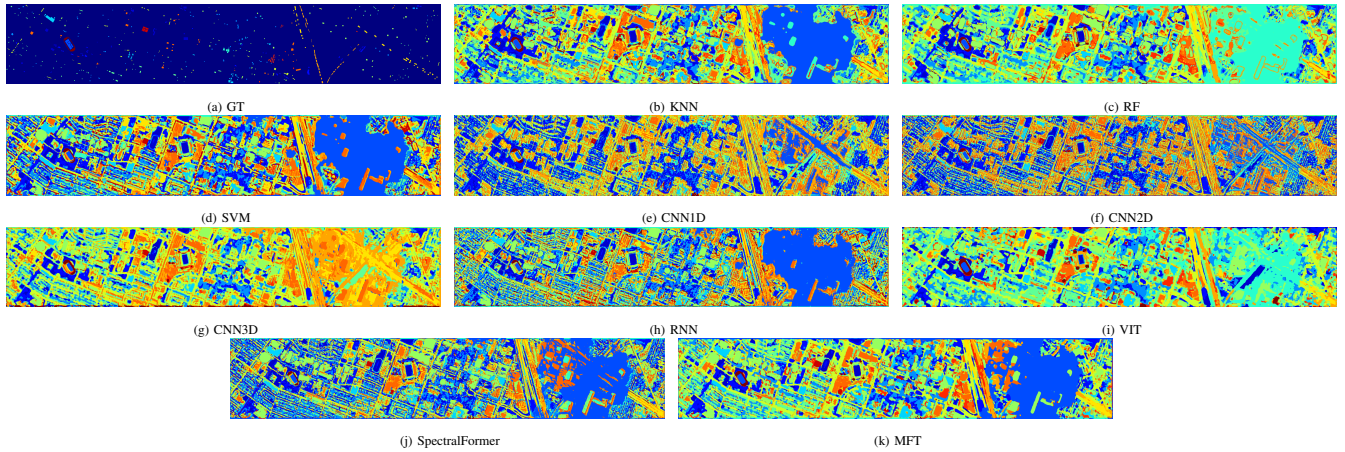 (a) GT
(b) KNN
(c) RF
(d) SVM
(e) CNN1D
(f) CNN2D
(g) CNN3D
(h) RNN
(i) VIT
(j) SpectralFormer
(k) MFT